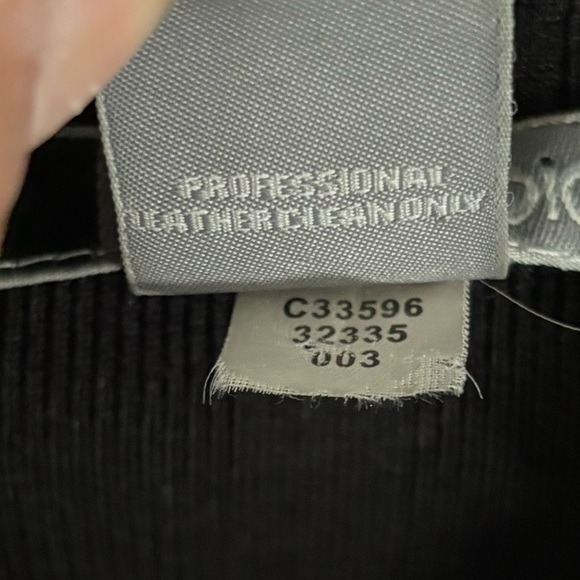 PROFESSIONAL
LEATHER CLEAN ONLY
C33596
32335
003